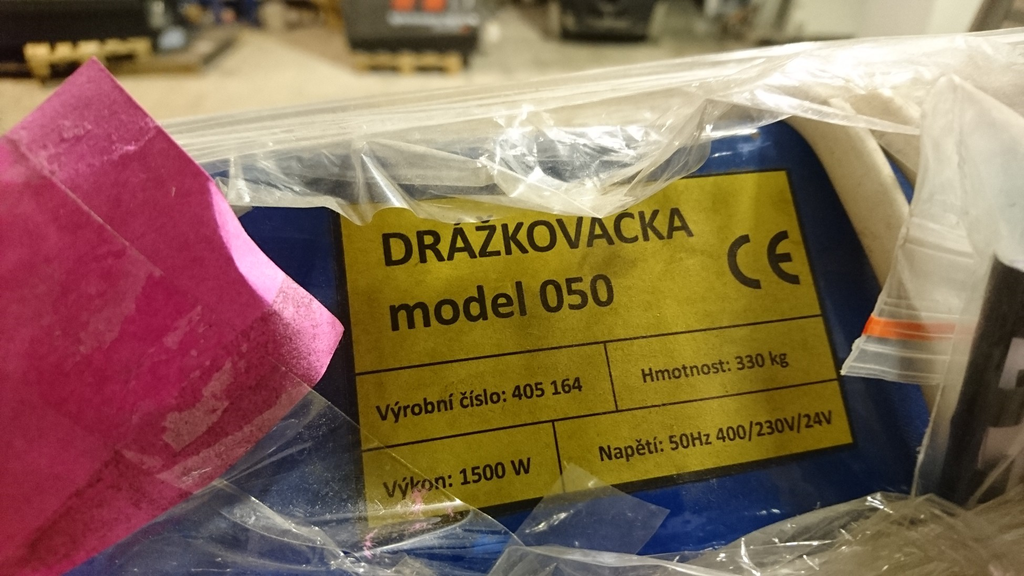 DRÁŽKOVAČKA
model 050
CE
Výrobní číslo: 405 164
Hmotnost: 330 kg
Výkon: 1500 W
Napětí: 50Hz 400/230V/24V